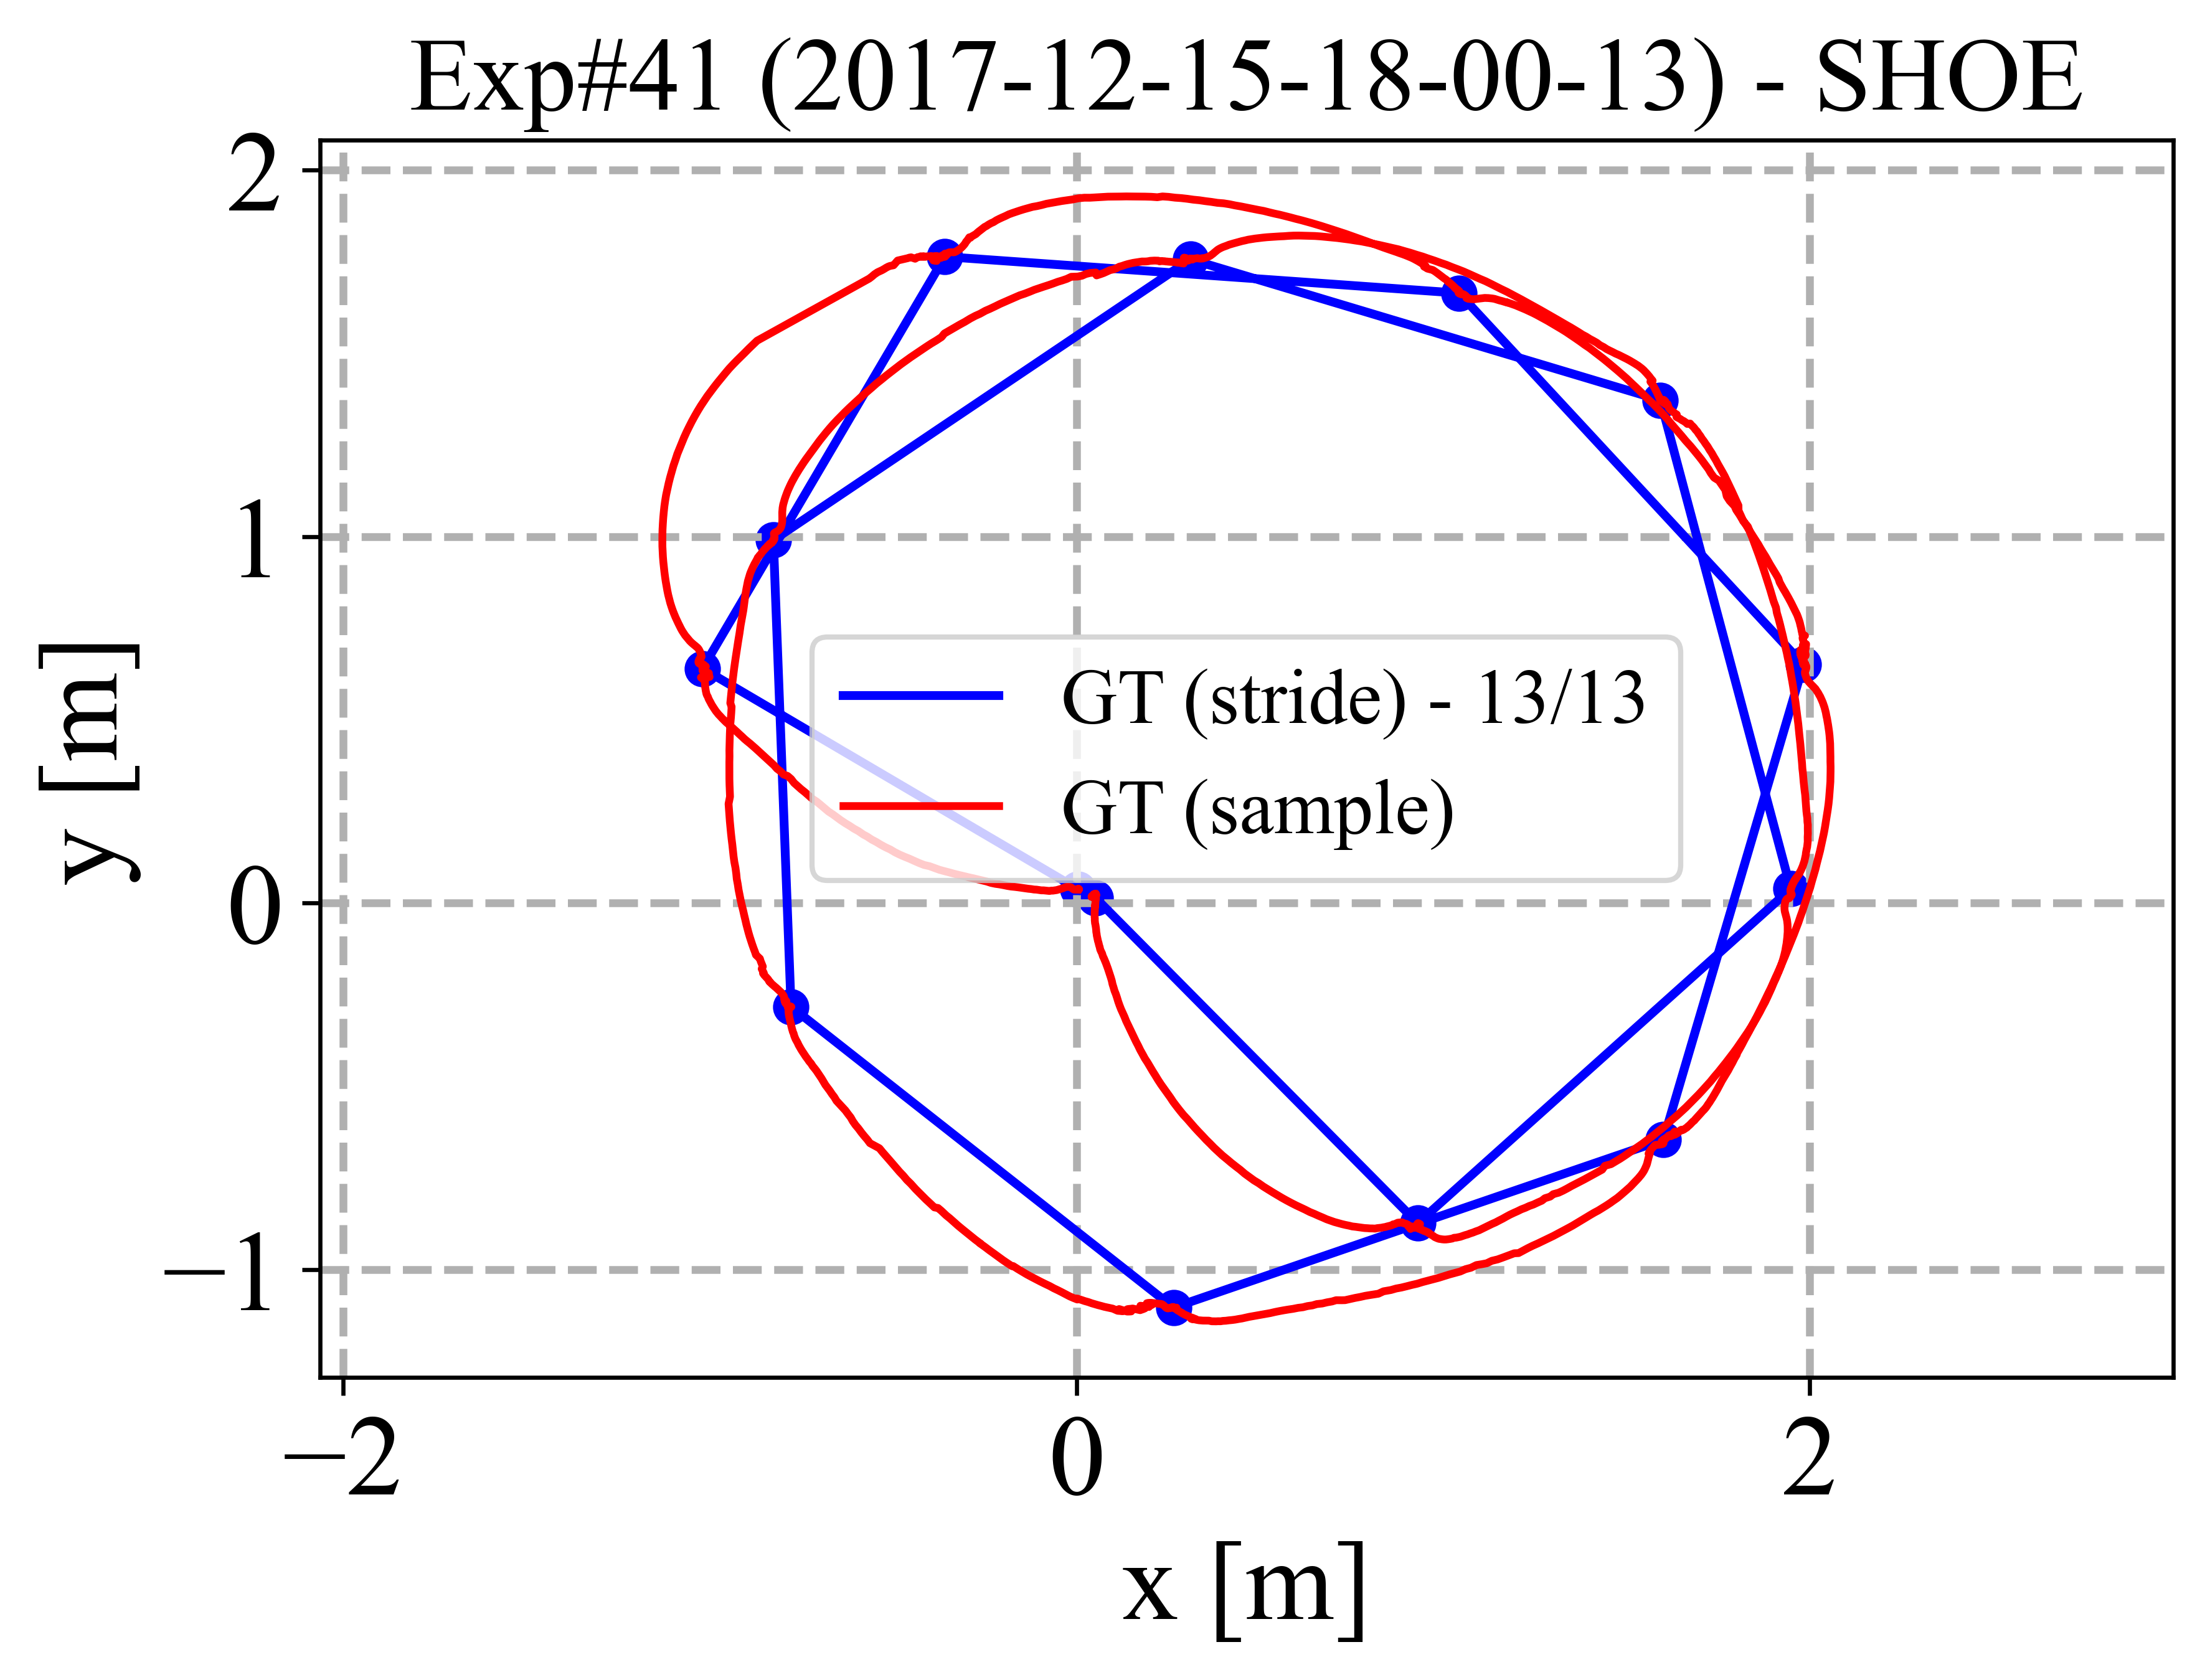 Exp#41 (2017-12-15-18-00-13) - SHOE
2
1
0
−1
y [m]
GT (stride) - 13/13
GT (sample)
−2 0 2
x [m]